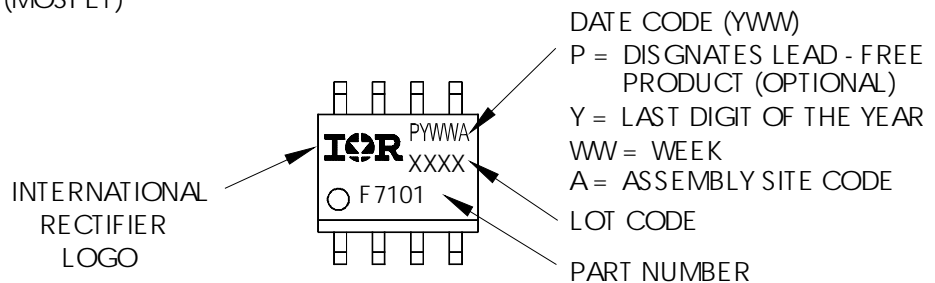 DATE CODE (YWW)
P = DISGNATES LEAD - FREE
PRODUCT (OPTIONAL)
Y = LAST DIGIT OF THE YEAR
WW = WEEK
A = ASSEMBLY SITE CODE
LOT CODE
PART NUMBER
INTERNATIONAL
RECTIFIER
LOGO
IOR
PYWWA
XXXX
F7101